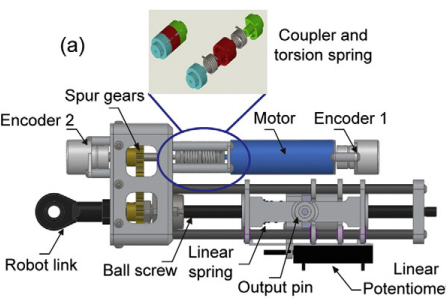 (a)
Coupler and
torsion spring
Spur gears
Encoder 2
Motor
Encoder 1
Robot link
Ball screw
Linear
spring
Output pin
Linear
Potentiome